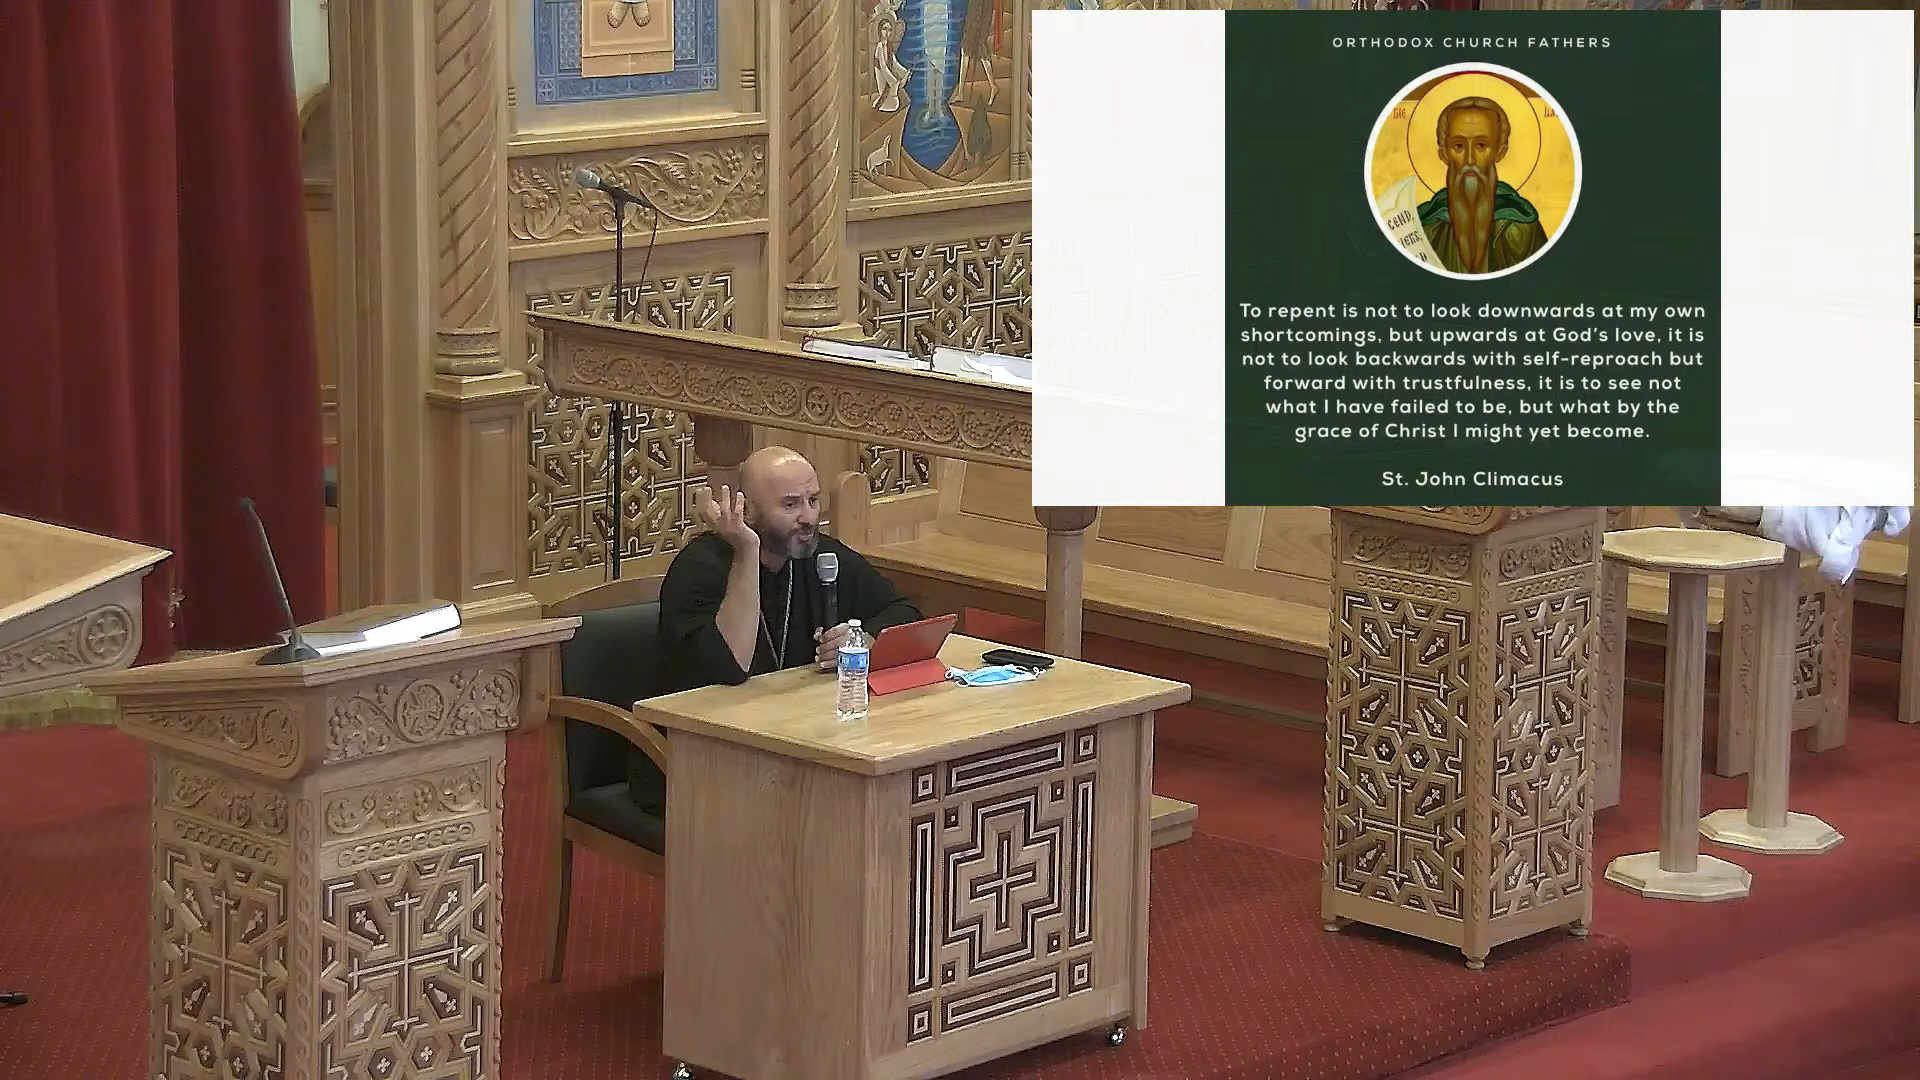 ORTHODOX CHURCH FATHERS
CEND,
To repent is not to look downwards at my own
shortcomings, but upwards at God's love, it is
not to look backwards with self-reproach but
forward with trustfulness, it is to see not
what I have failed to be, but what by the
grace of Christ I might yet become.
St. John Climacus